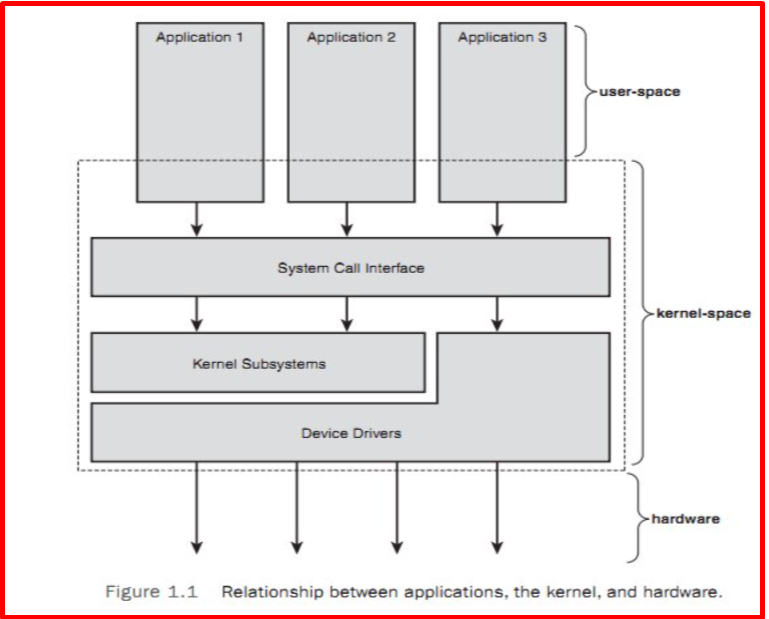 Application 1
Application 2
Application 3
user-space
System Call Interface
kernel-space
Kernel Subsystems
Device Drivers
hardware
Figure 1.1 Relationship between applications, the kernel, and hardware.